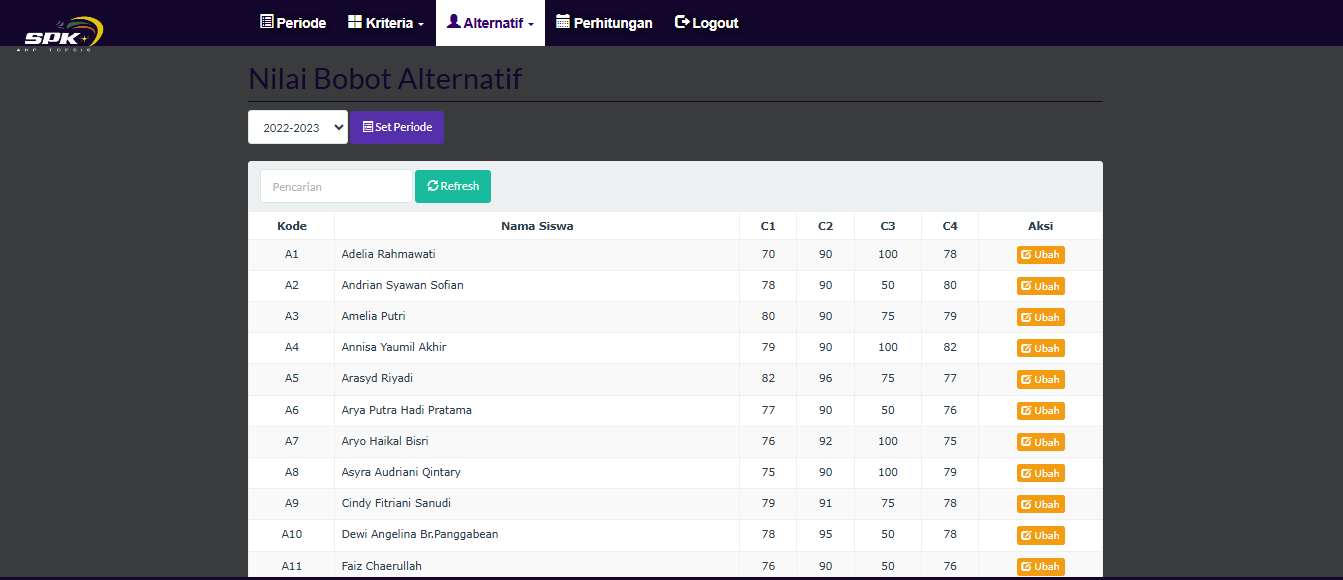 SPK
AHP TOPSIS
Periode Kriteria Alternatif Perhitungan Logout
Nilai Bobot Alternatif
2022-2023 Set Periode
Pencarian Refresh
Kode Nama Siswa C1 C2 C3 C4 Aksi
A1 Adelia Rahmawati 70 90 100 78 Ubah
A2 Andrian Syawan Sofian 78 90 50 80 Ubah
A3 Amelia Putri 80 90 75 79 Ubah
A4 Annisa Yaumil Akhir 79 90 100 82 Ubah
A5 Arasyd Riyadi 82 96 75 77 Ubah
A6 Arya Putra Hadi Pratama 77 90 50 76 Ubah
A7 Aryo Haikal Bisri 76 92 100 75 Ubah
A8 Asyra Audriani Qintary 75 90 100 79 Ubah
A9 Cindy Fitriani Sanudi 79 91 75 78 Ubah
A10 Dewi Angelina Br.Panggabean 78 95 50 78 Ubah
A11 Faiz Chaerullah 76 90 50 76 Ubah